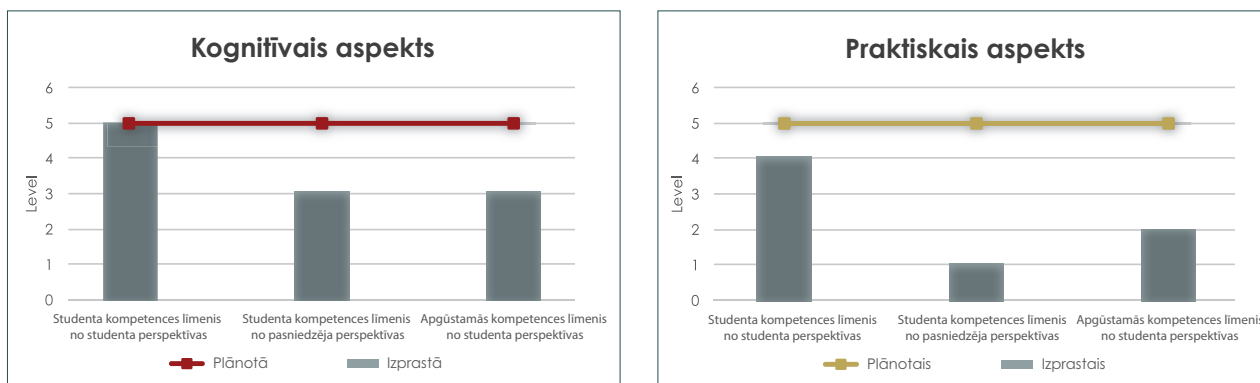 Kognitīvais aspekts
6
5
4
3
2
1
0
Level
Studenta kompetences līmenis
no studenta perspektīvas
Studenta kompetences līmenis
no pasniedzēja perspektīvas
Apgūstamās kompetences līmenis
no studenta perspektīvas
Plānotā
Izprastā
Praktiskais aspekts
6
5
4
3
2
1
0
Level
Studenta kompetences līmenis
no studenta perspektīvas
Studenta kompetences līmenis
no pasniedzēja perspektīvas
Apgūstamās kompetences līmenis
no studenta perspektīvas
Plānotais
Izprastais